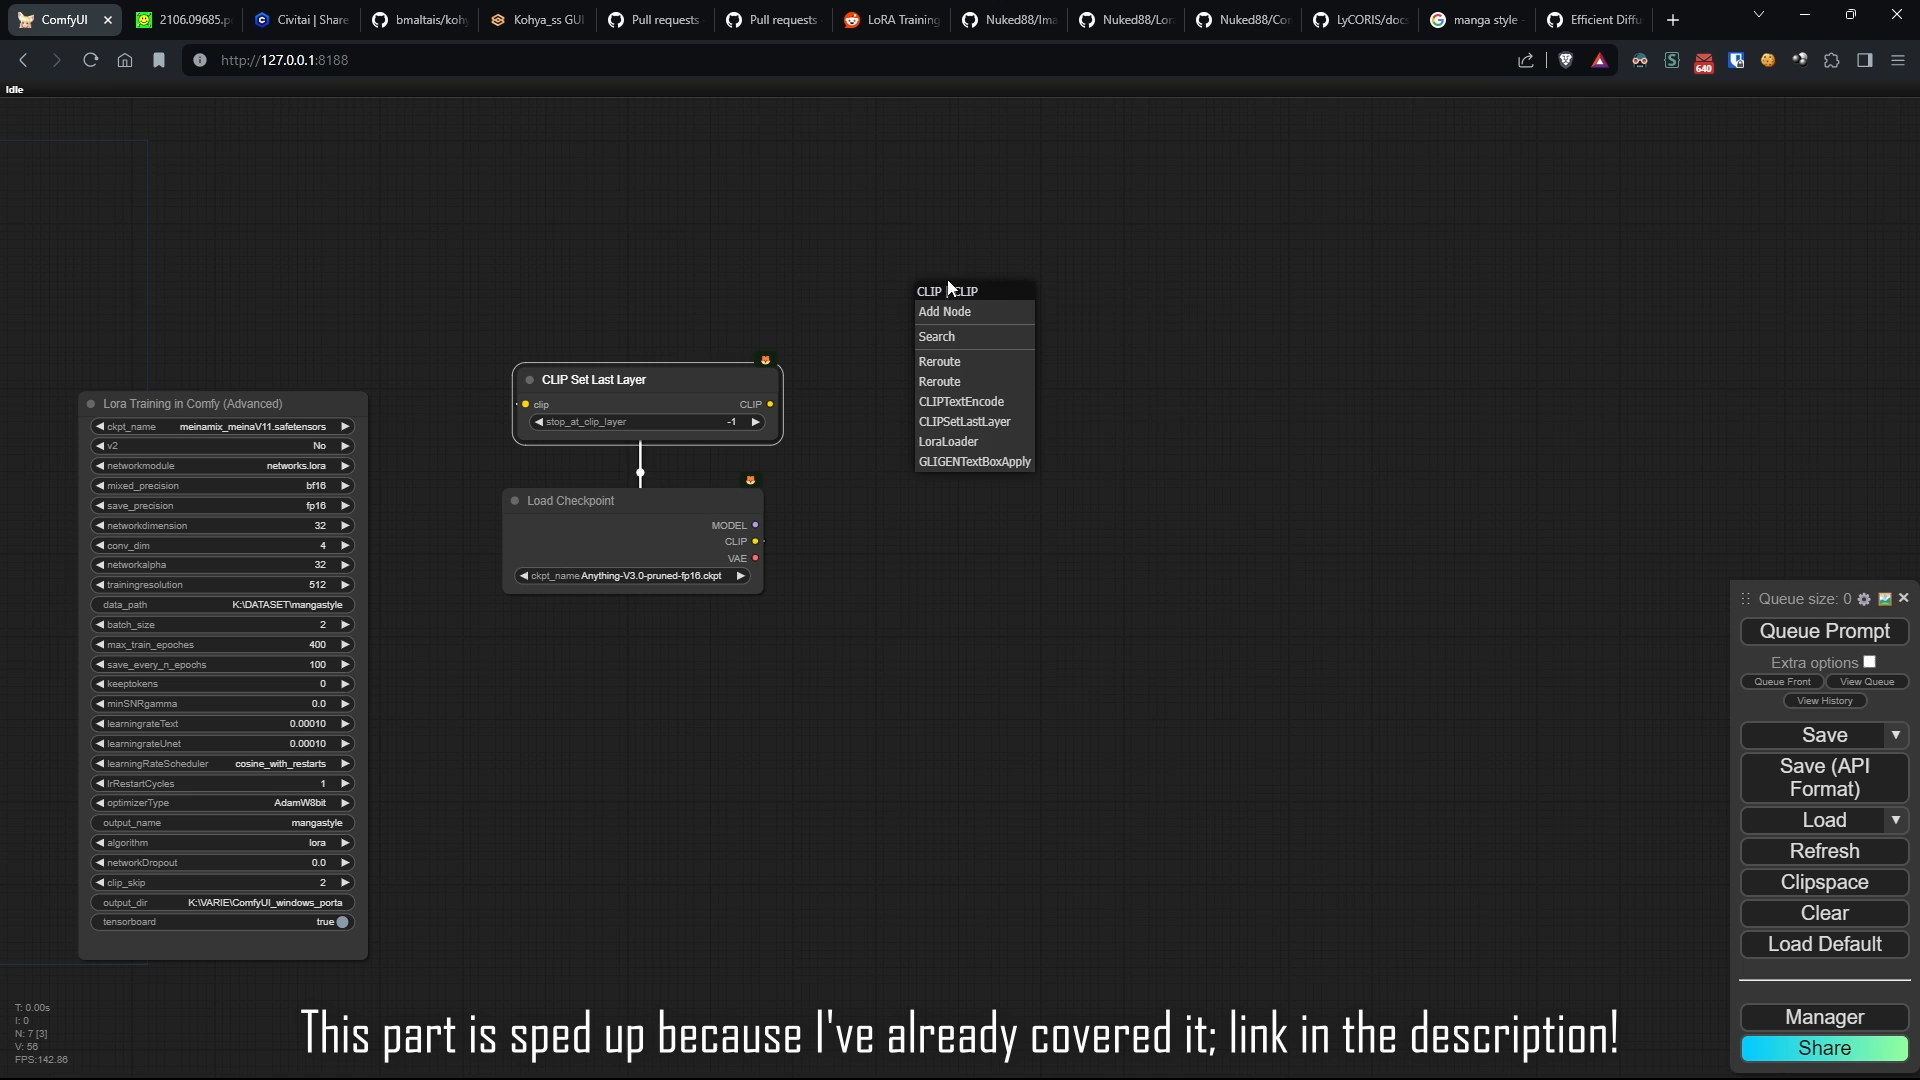 ComfyUI
2106.09685.p
Civitai | Share
bmaltais/kohy
Kohya_ss GUI
Pull requests
Pull requests
LoRA Training
Nuked88/Ima
Nuked88/Lor
Nuked88/Con
LyCORIS/docs
manga style -
Efficient Diffu
http://127.0.0.1:8188
640
Idle
CLIP | CLIP
Add Node
Search
Reroute
Reroute
CLIPTextEncode
CLIPSetLastLayer
LoraLoader
GLIGENTextBoxApply
CLIP Set Last Layer
clip CLIP
stop_at_clip_layer -1
Load Checkpoint
MODEL
CLIP
VAE
ckpt_name Anything-V3.0-pruned-fp16.ckpt
Lora Training in Comfy (Advanced)
ckpt_name meinamix_meinaV11.safetensors
v2 No
networkmodule networks.lora
mixed_precision bf16
save_precision fp16
networkdimension 32
conv_dim 4
networkalpha 32
trainingresolution 512
data_path K:\DATASET\mangastyle
batch_size 2
max_train_epoches 400
save_every_n_epochs 100
keeptokens 0
minSNRgamma 0.0
learningrateText 0.00010
learningrateUnet 0.00010
learningRateScheduler cosine_with_restarts
lrRestartCycles 1
optimizerType AdamW8bit
output_name mangastyle
algorithm lora
networkDropout 0.0
clip_skip 2
output_dir K:\VARIE\ComfyUI_windows_porta
tensorboard true
Queue size: 0
Queue Prompt
Extra options
Queue Front View Queue
View History
Save
Save (API
Format)
Load
Refresh
Clipspace
Clear
Load Default
Manager
Share
T: 0.00s
I: 0
N: 7 [3]
V: 56
FPS:142.86
This part is sped up because I've already covered it; link in the description!